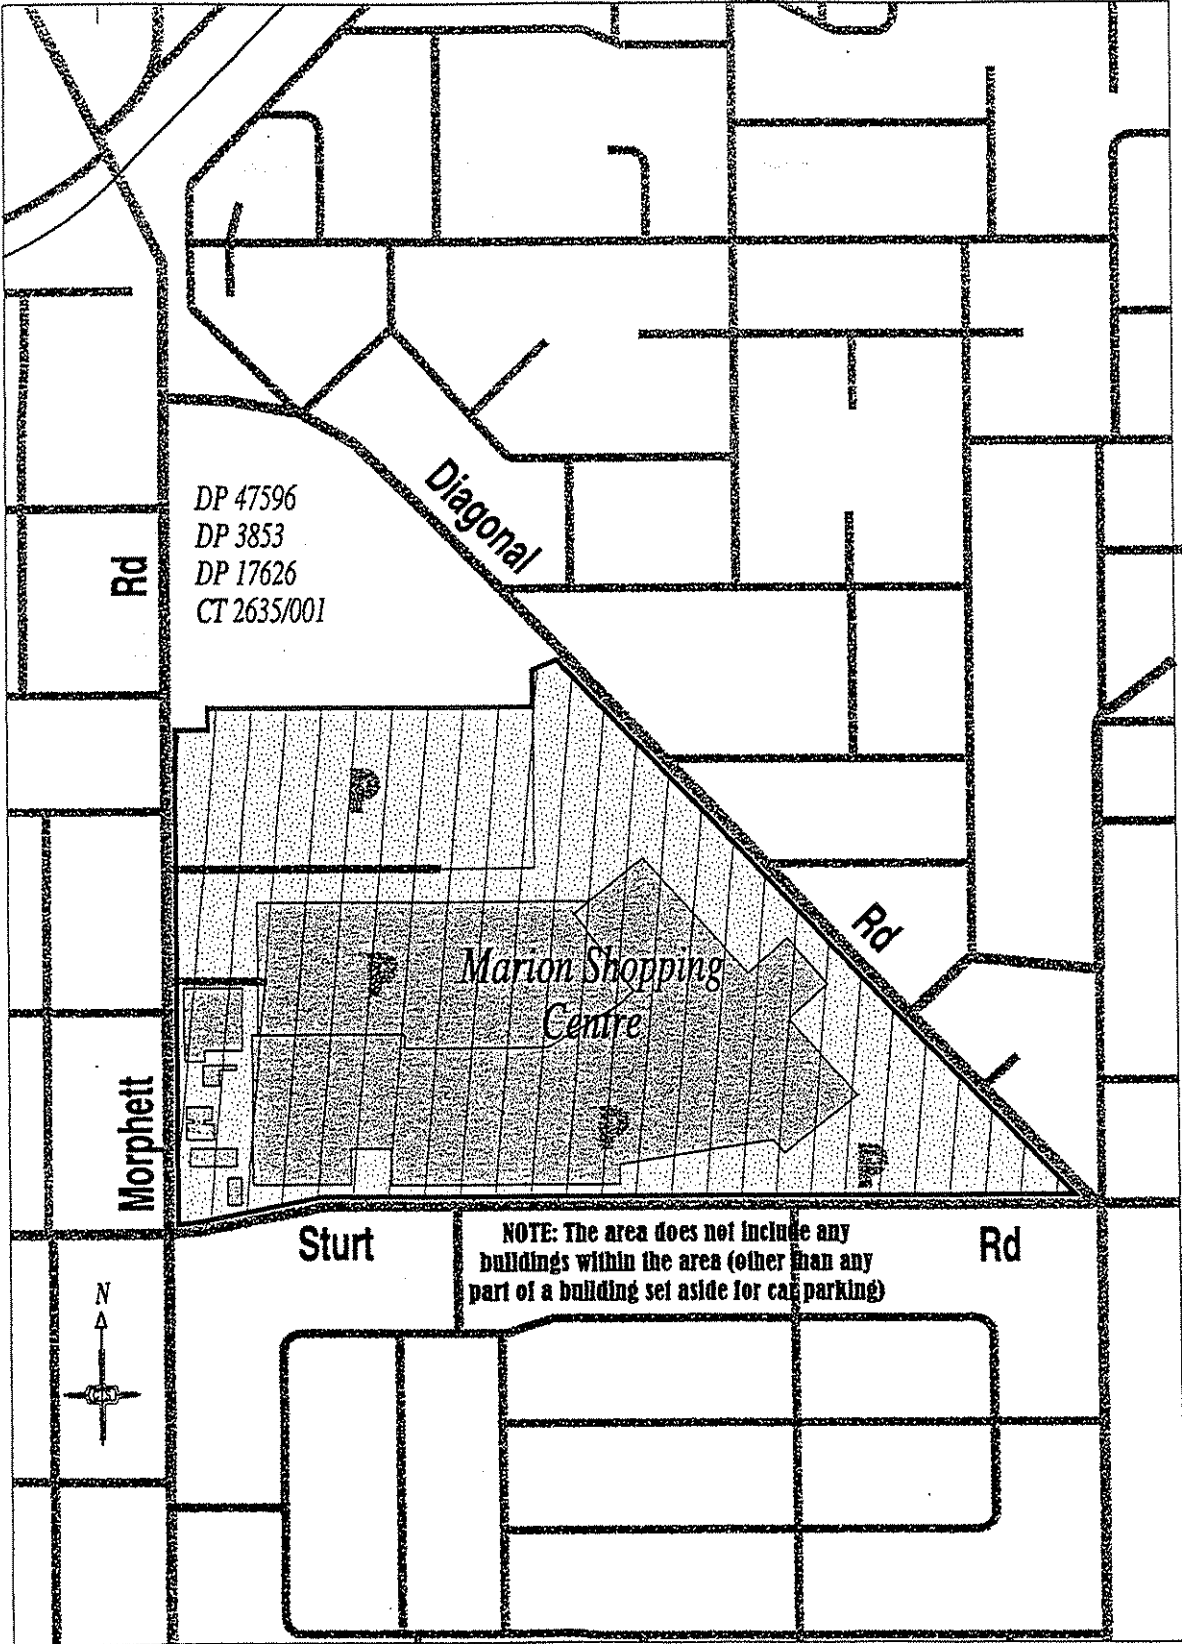 DP 47596
DP 3853
DP 17626
CT 2635/001
Diagonal
Rd
Rd
Marion Shopping
Centre
Morphett
Sturt
Rd
NOTE: The area does not include any
buildings within the area (other than any
part of a building set aside for car parking)
N
P
P
P